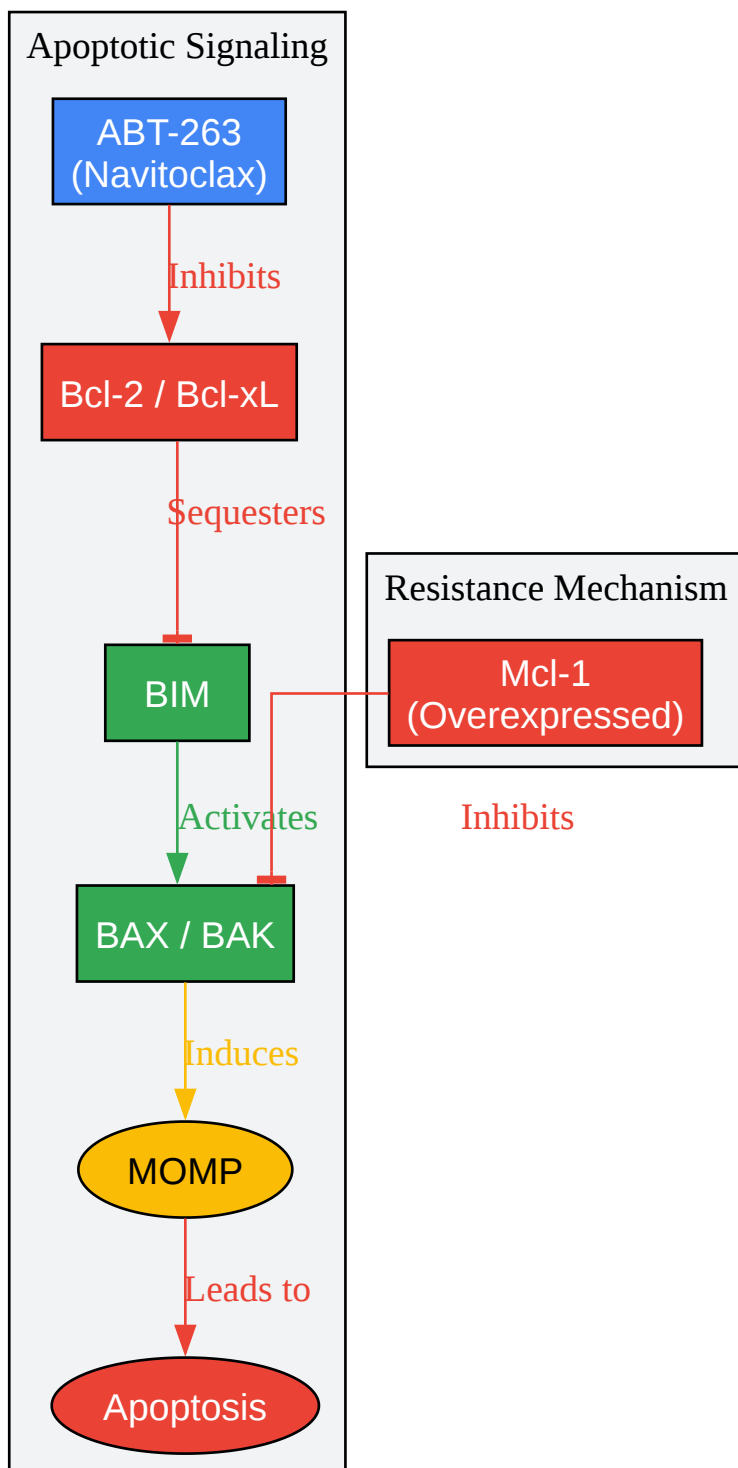 Apoptotic Signaling
ABT-263
(Navitoclax)
Inhibits
Bcl-2 / Bcl-xL
Sequesters
BIM
Resistance Mechanism
Mcl-1
(Overexpressed)
Activates
Inhibits
BAX / BAK
Induces
MOMP
Leads to
Apoptosis